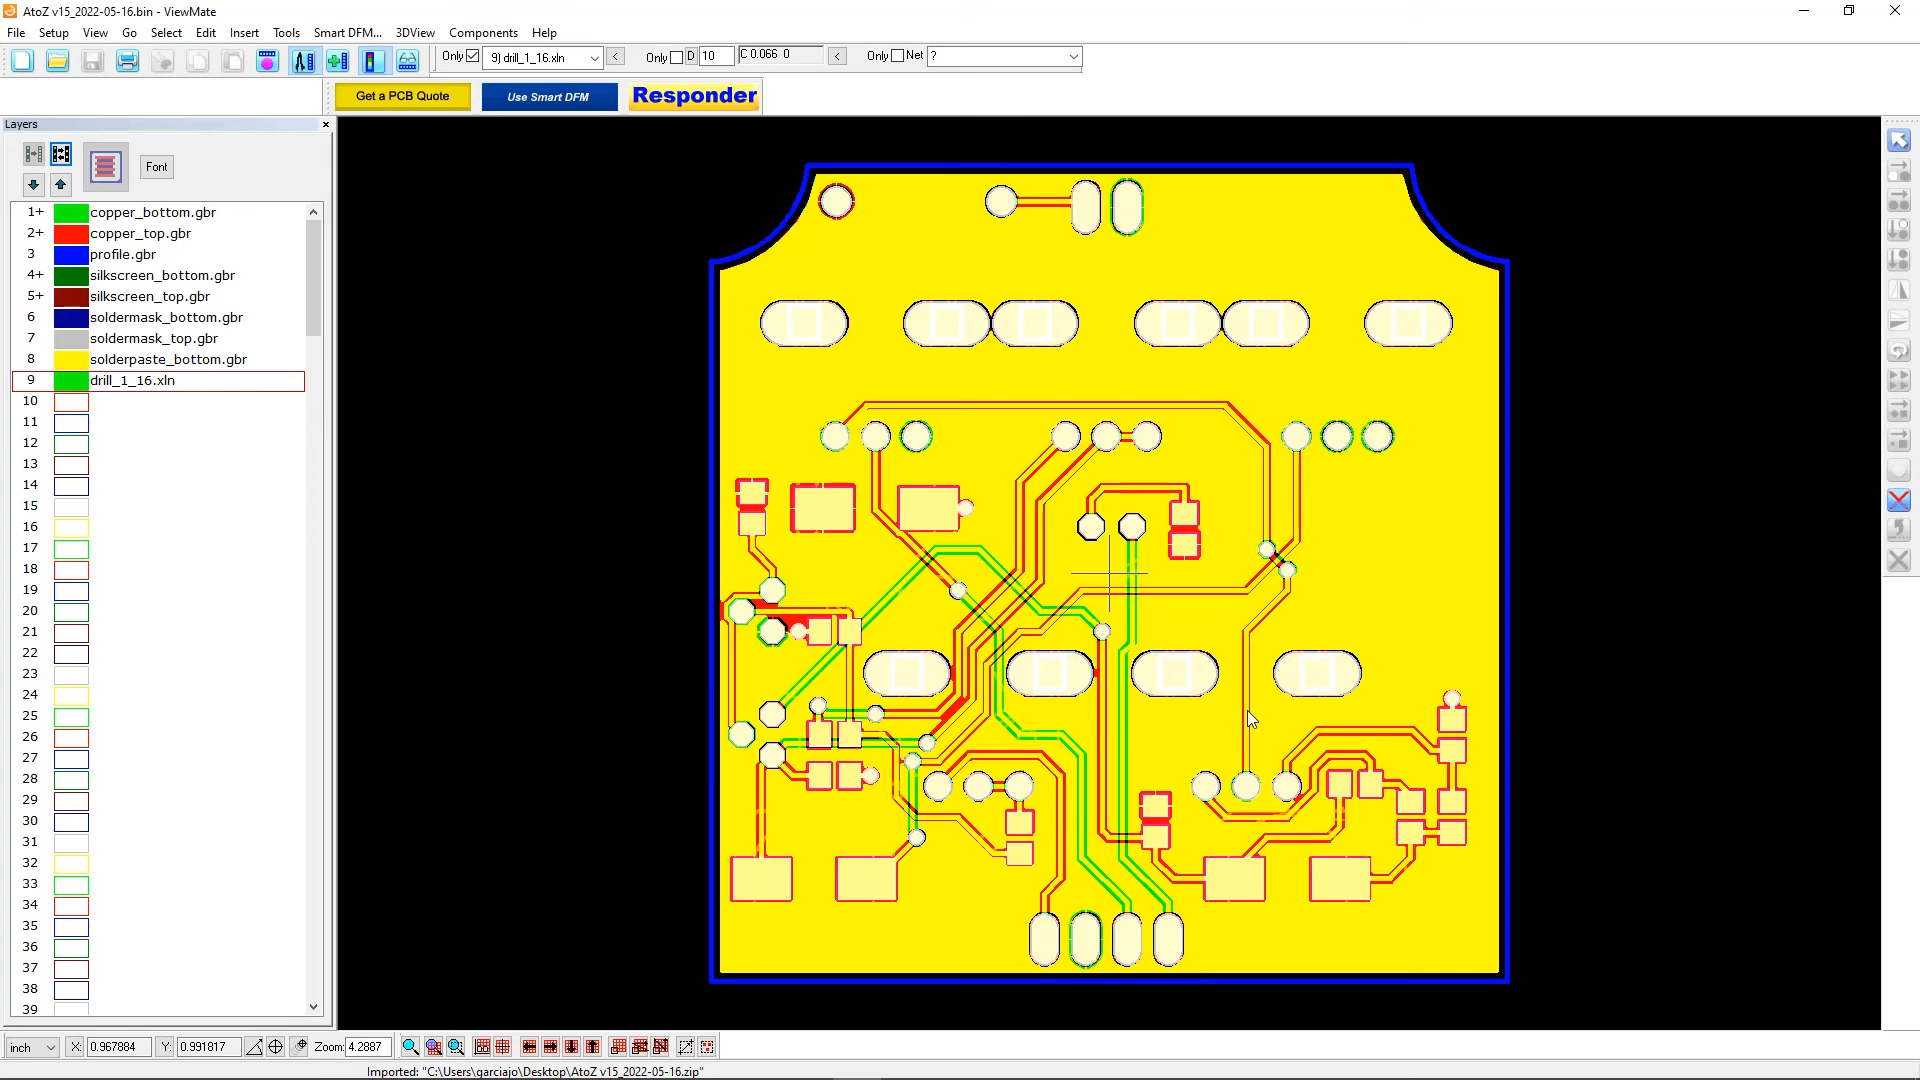 AtoZ v15_2022-05-16.bin - ViewMate
File Setup View Go Select Edit Insert Tools Smart DFM... 3DView Components Help
Only 9) drill_1_16.xln < Only D 10 C 0.066 0 < Only Net ?
Get a PCB Quote Use Smart DFM Responder
Layers
Font
1+ copper_bottom.gbr
2+ copper_top.gbr
3 profile.gbr
4+ silkscreen_bottom.gbr
5+ silkscreen_top.gbr
6 soldermask_bottom.gbr
7 soldermask_top.gbr
8 solderpaste_bottom.gbr
9 drill_1_16.xln
10
11
12
13
14
15
16
17
18
19
20
21
22
23
24
25
26
27
28
29
30
31
32
33
34
35
36
37
38
39
inch X: 0.967884 Y: 0.991817 Zoom: 4.2887
Imported: "C:\Users\garciajo\Desktop\AtoZ v15_2022-05-16.zip"